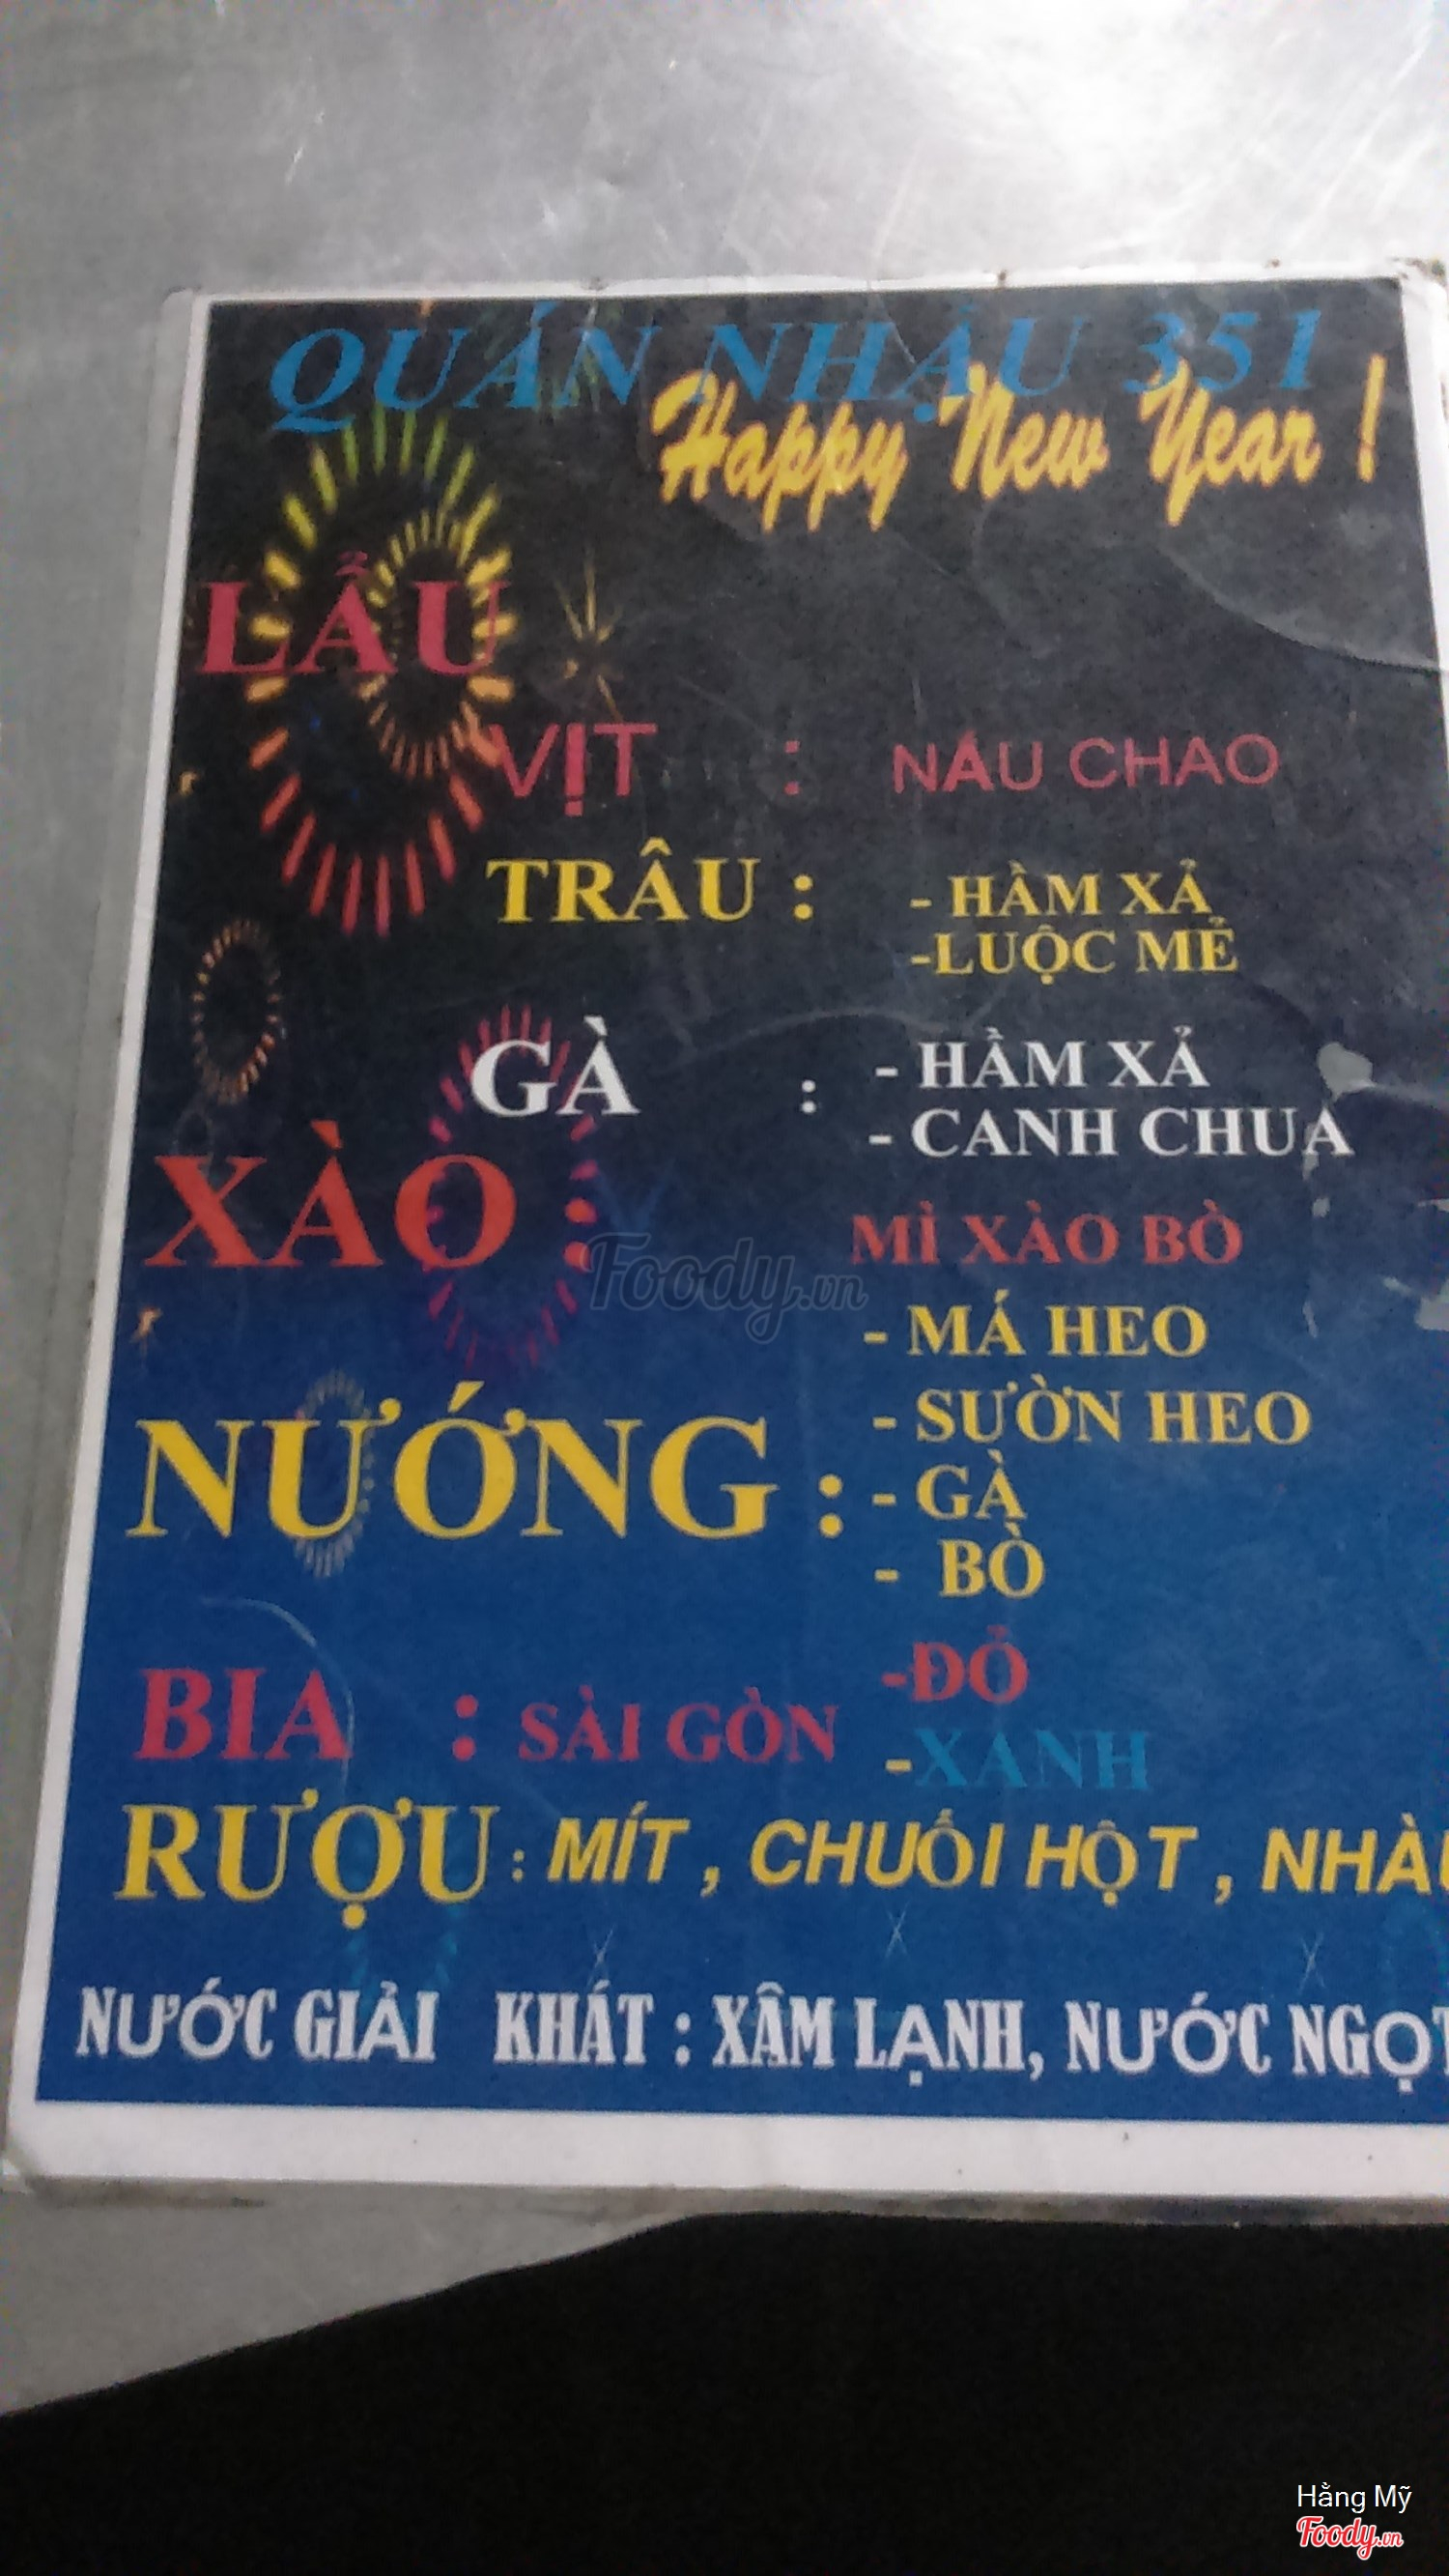 QUÁN NHẬU 351
Happy New Year !
LẨU
VỊT : NẤU CHAO
TRÂU : - HẦM XẢ
-LUỘC MẺ
GÀ : - HẦM XẢ
- CANH CHUA
XÀO : MÌ XÀO BÒ
- MÁ HEO
- SƯỜN HEO
NƯỚNG : - GÀ
- BÒ
-ĐỎ
BIA : SÀI GÒN
-XANH
RƯỢU : MÍT , CHUỐI HỘT , NHÀU
NƯỚC GIẢI KHÁT : XÂM LẠNH, NƯỚC NGỌT
Foody.vn
Hằng Mỹ
Foody.vn